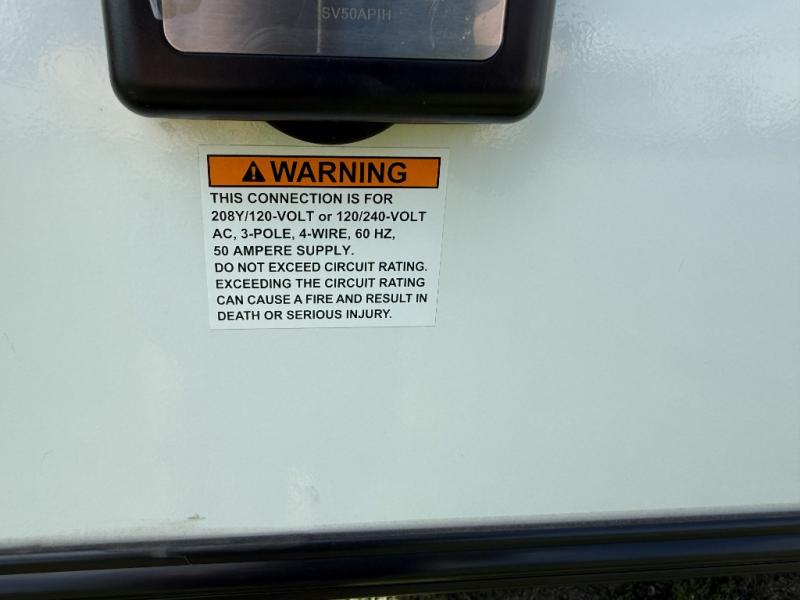 SV50APIH
WARNING
THIS CONNECTION IS FOR
208Y/120-VOLT or 120/240-VOLT
AC, 3-POLE, 4-WIRE, 60 HZ,
50 AMPERE SUPPLY.
DO NOT EXCEED CIRCUIT RATING.
EXCEEDING THE CIRCUIT RATING
CAN CAUSE A FIRE AND RESULT IN
DEATH OR SERIOUS INJURY.